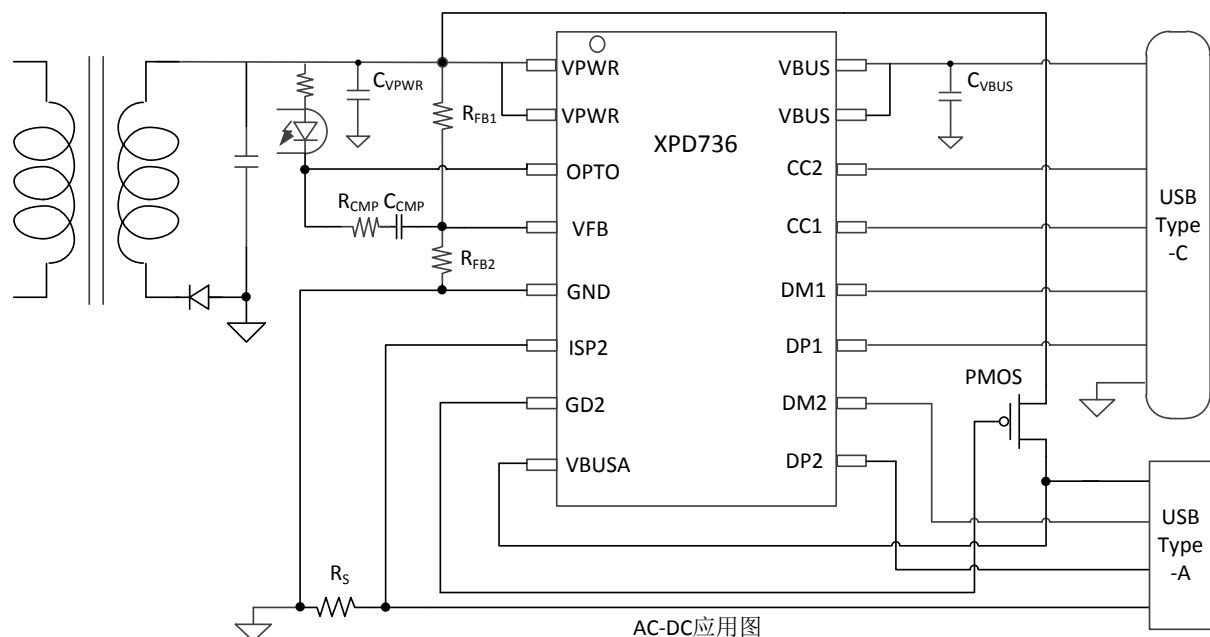 XPD736
VPWR
VPWR
OPTO
VFB
GND
ISP2
GD2
VBUSA
VBUS
VBUS
CC2
CC1
DM1
DP1
DM2
DP2
CVPWR
RFB1
RCMP CCMP
RFB2
RS
CVBUS
PMOS
USB
Type
-C
USB
Type
-A
AC-DC应用图